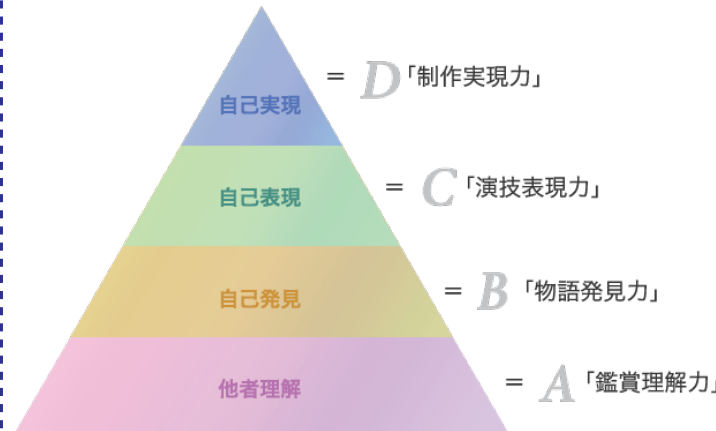 自己実現 = D「制作実現力」
自己表現 = C「演技表現力」
自己発見 = B「物語発見力」
他者理解 = A「鑑賞理解力」